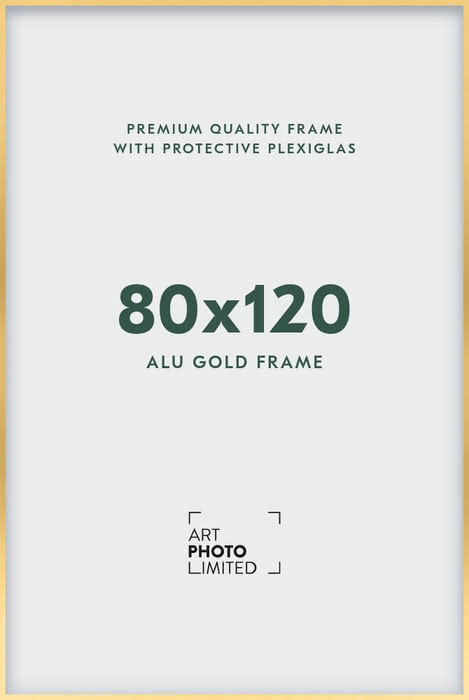 PREMIUM QUALITY FRAME
WITH PROTECTIVE PLEXIGLAS
80x120
ALU GOLD FRAME
ART
PHOTO
LIMITED